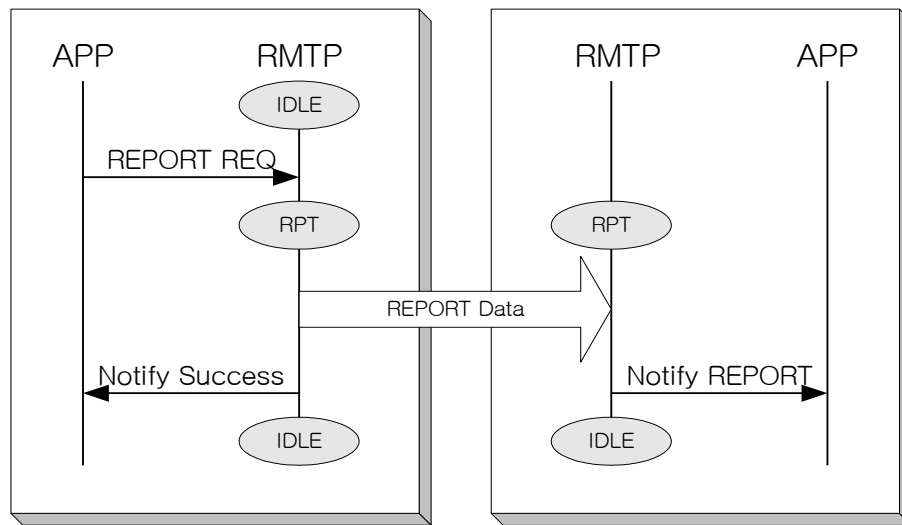 APP RMTP RMTP APP
IDLE
REPORT REQ
RPT RPT
REPORT Data
Notify Success Notify REPORT
IDLE IDLE